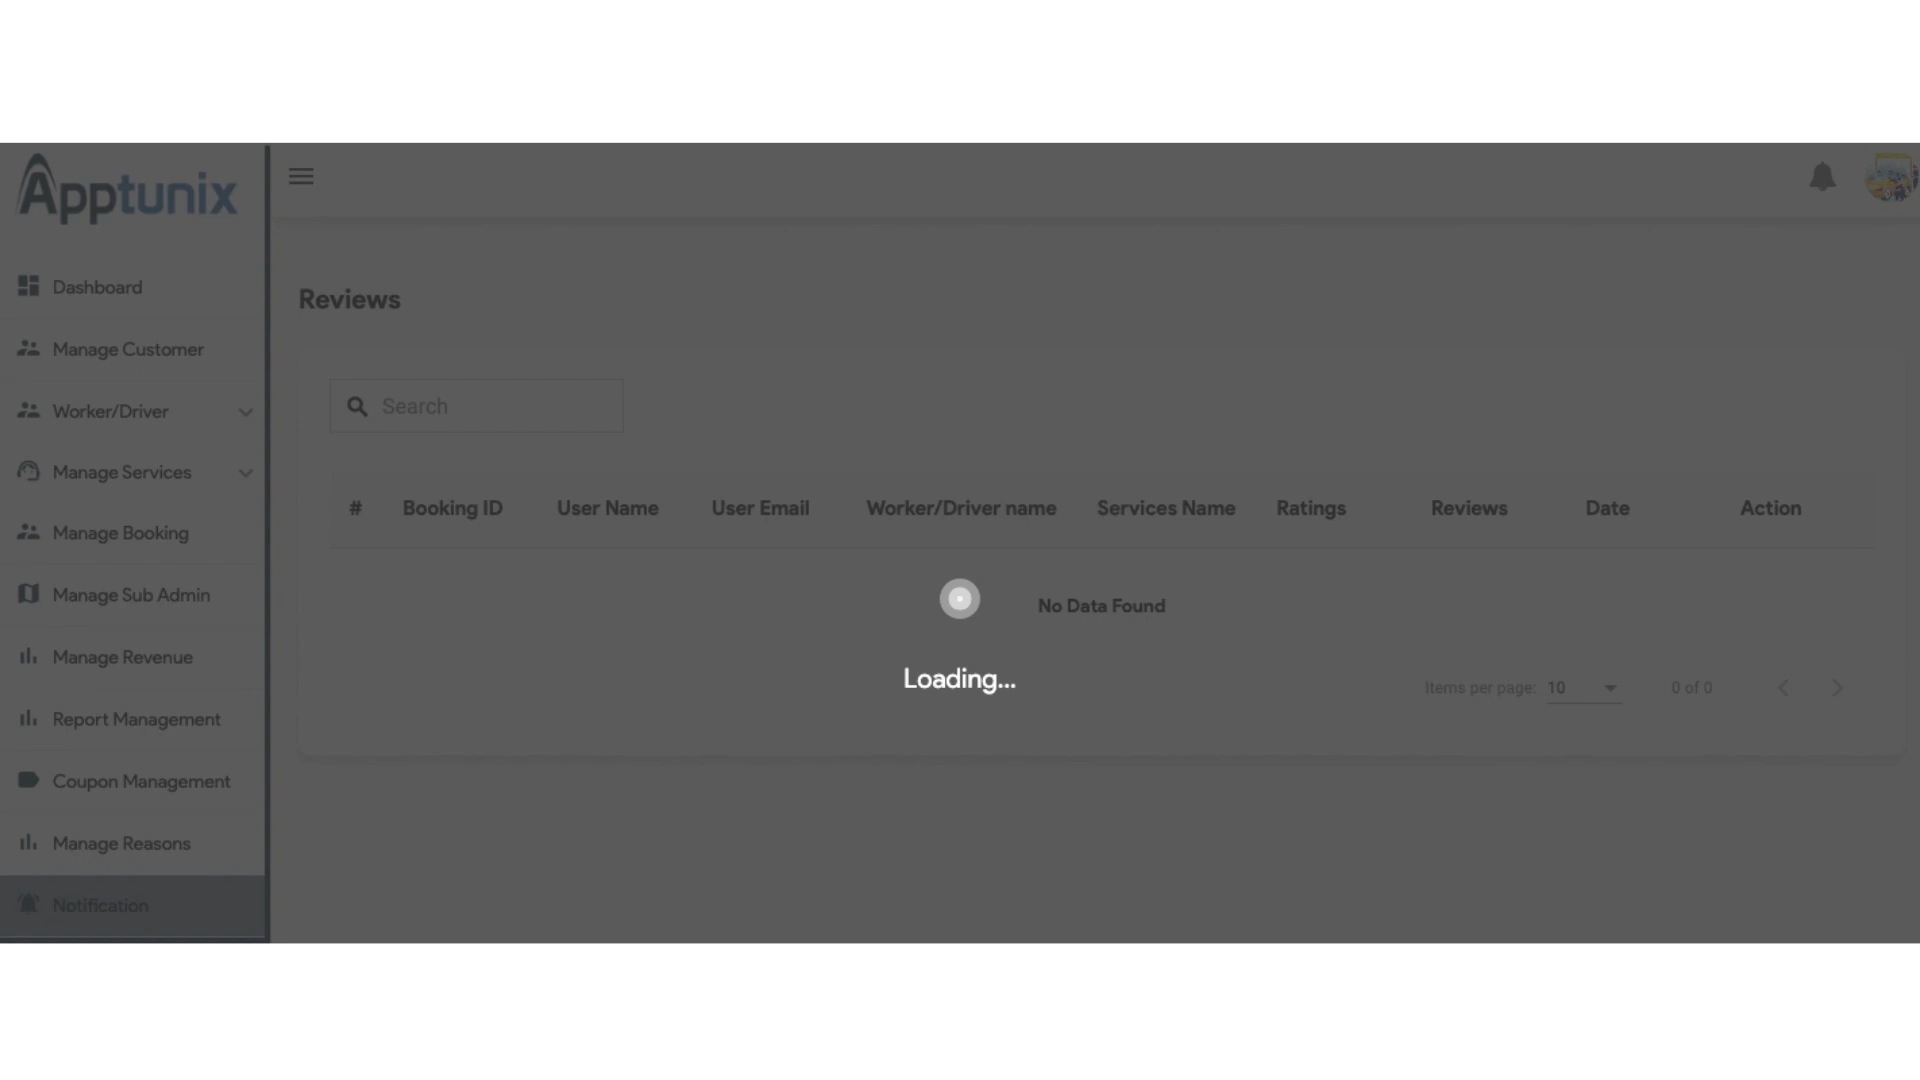 Apptunix
Dashboard
Manage Customer
Worker/Driver
Manage Services
Manage Booking
Manage Sub Admin
Manage Revenue
Report Management
Coupon Management
Manage Reasons
Notification
Reviews
Search
# Booking ID User Name User Email Worker/Driver name Services Name Ratings Reviews Date Action
No Data Found
Loading...
Items per page: 10 0 of 0